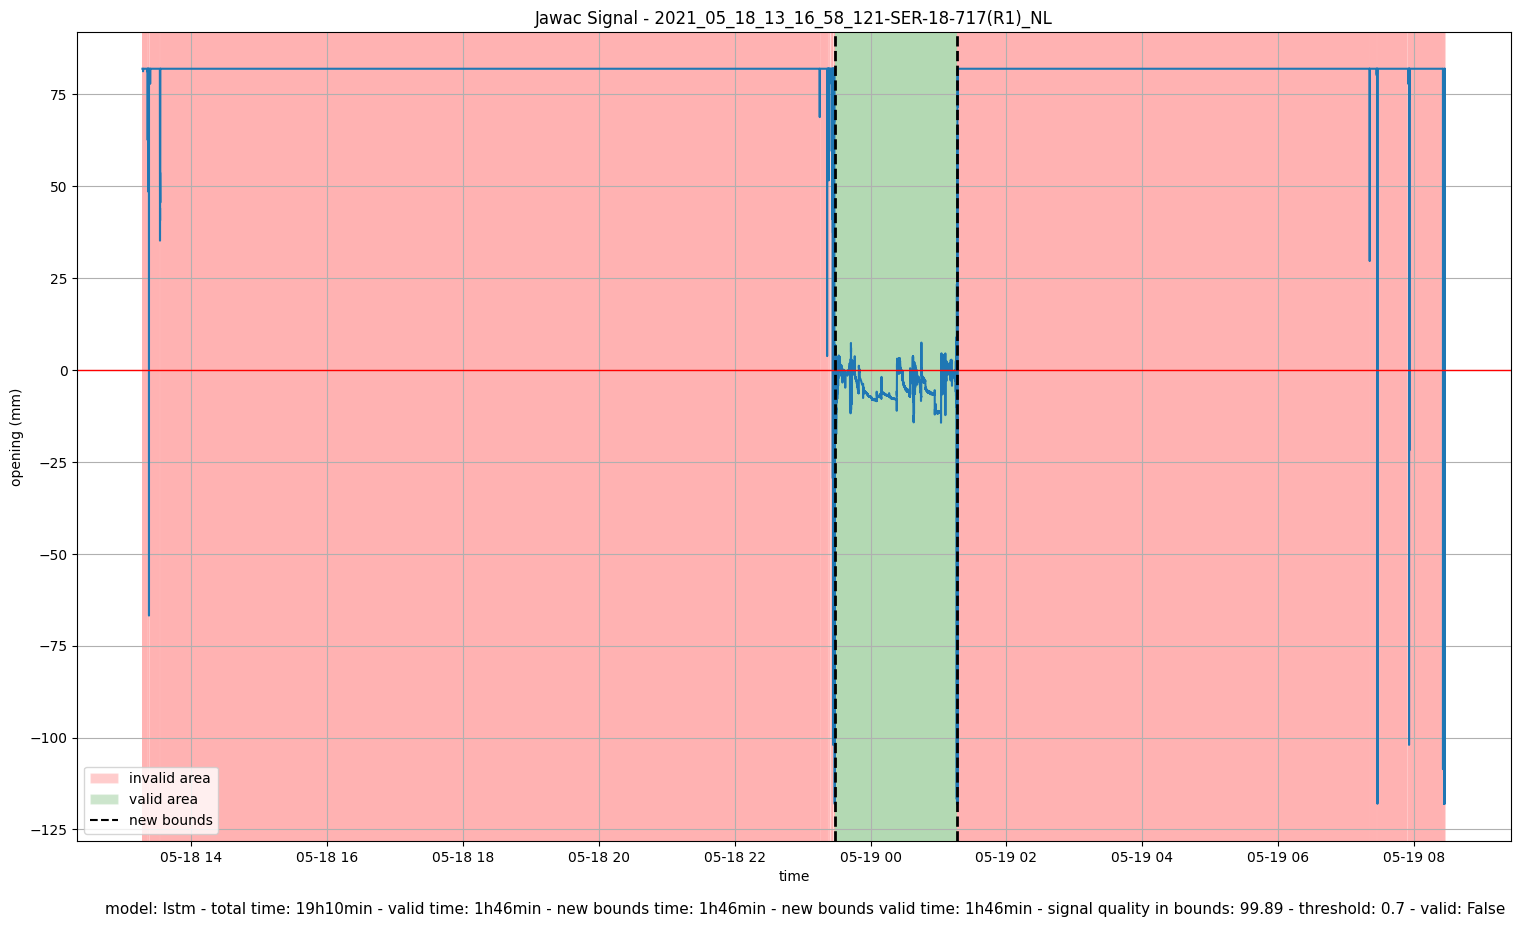 Jawac Signal - 2021_05_18_13_16_58_121-SER-18-717(R1)_NL
opening (mm)
75
50
25
0
−25
−50
−75
−100
−125
invalid area
valid area
new bounds
05-18 14 05-18 16 05-18 18 05-18 20 05-18 22 05-19 00 05-19 02 05-19 04 05-19 06 05-19 08
time
model: lstm - total time: 19h10min - valid time: 1h46min - new bounds time: 1h46min - new bounds valid time: 1h46min - signal quality in bounds: 99.89 - threshold: 0.7 - valid: False